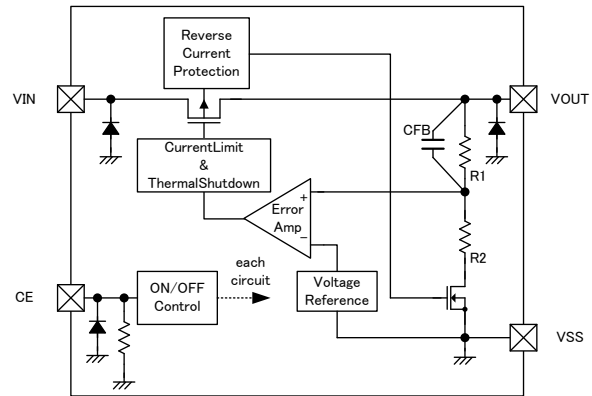 Reverse
Current
Protection
VIN
VOUT
CFB
R1
CurrentLimit
&
ThermalShutdown
+
Error
Amp
−
R2
each
circuit
CE
ON/OFF
Control
Voltage
Reference
VSS